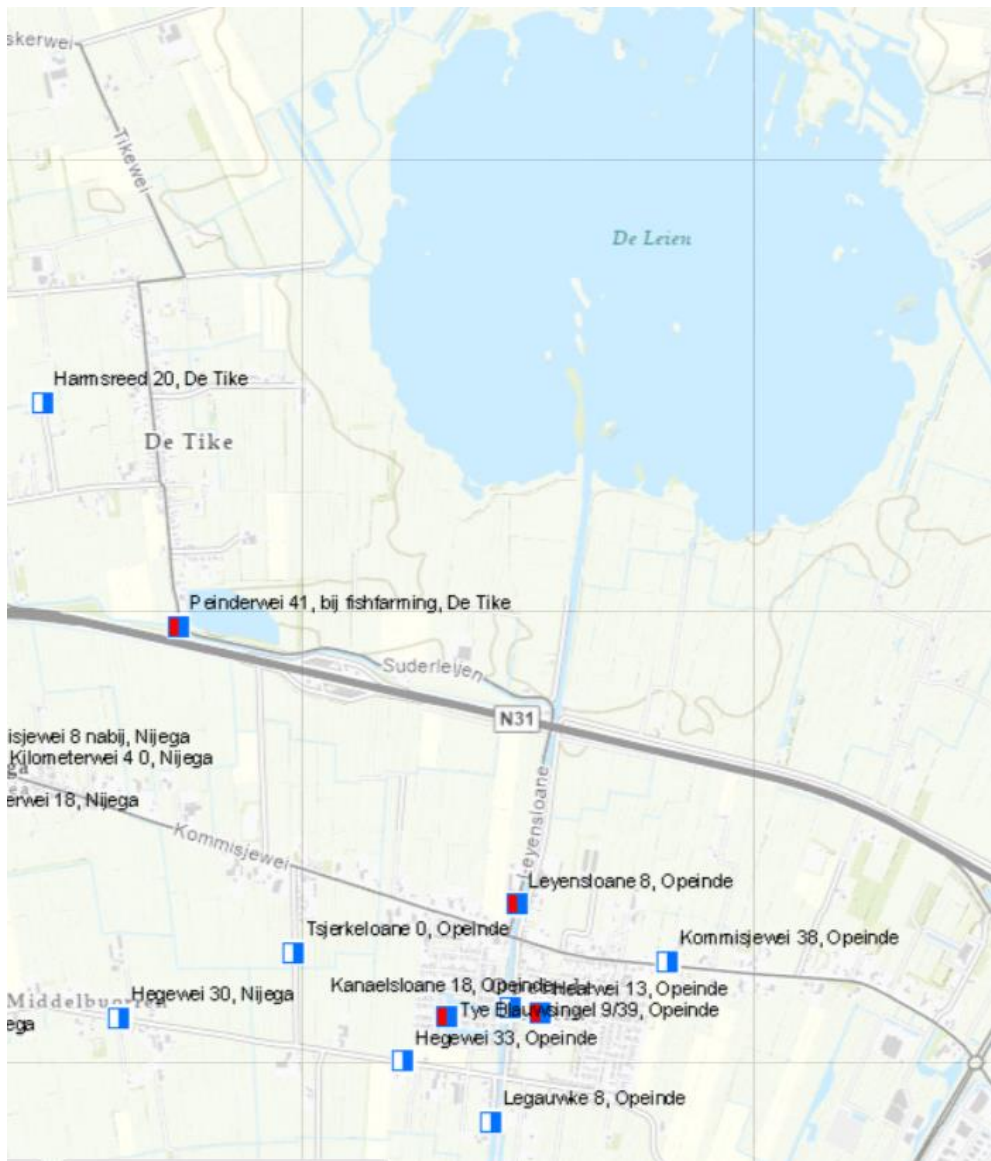 skerwei
Tikewei
De Leien
Harmsreed 20, De Tike
De Tike
Peinderwei 41, bij fishfarming, De Tike
Suderleijen
N31
isjewei 8 nabij, Nijega
Kilometerwei 4 0, Nijega
erwei 18, Nijega
Kommisjewei
Leyensloane
Leyensloane 8, Opeinde
Tsjerkeloane 0, Opeinde
Kommisjewei 38, Opeinde
Kanaelsloane 18, Opeinde
Heawei 13, Opeinde
Hegewei 30, Nijega
Tye Blauwsingel 9/39, Opeinde
ega
Hegewei 33, Opeinde
Legauwke 8, Opeinde